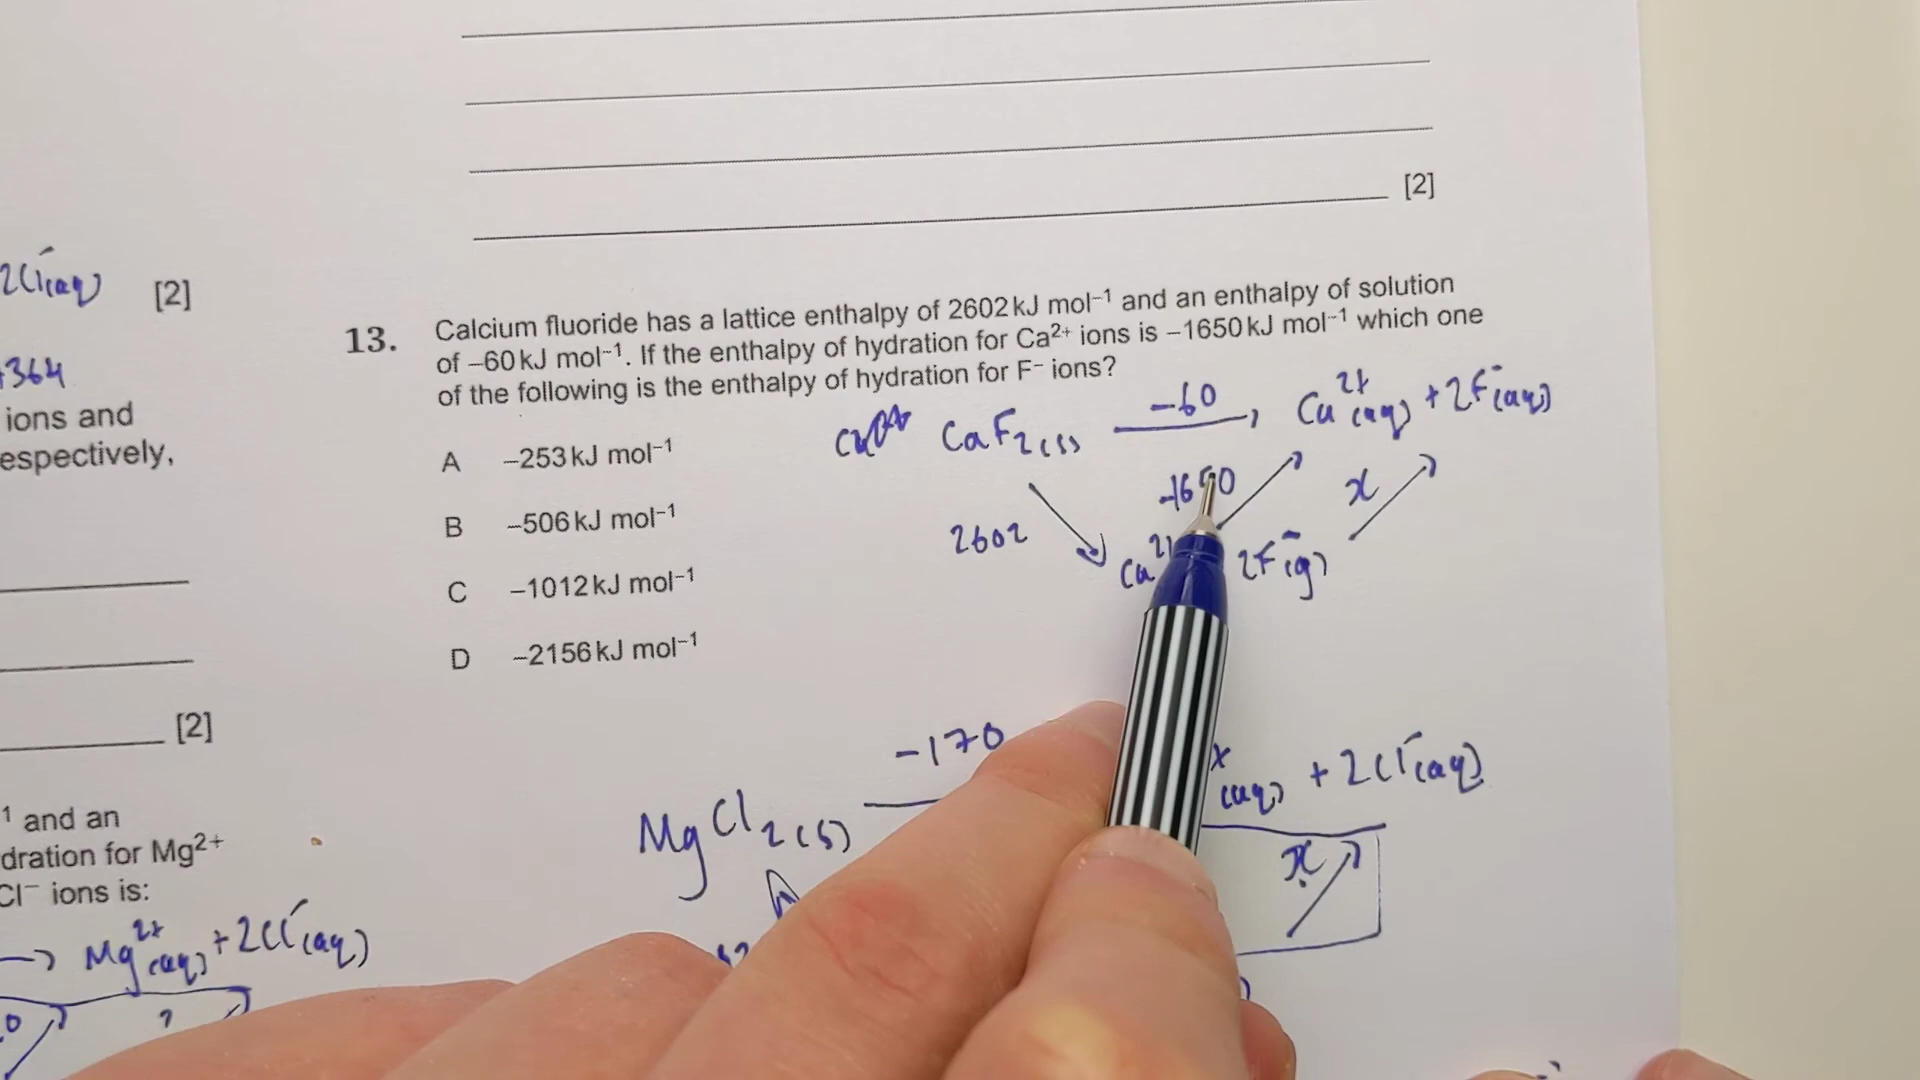 [2]
2Cl⁻(aq) [2]
+364
ions and
espectively,
[2]
⁻¹ and an
dration for Mg²⁺
Cl⁻ ions is:
→ Mg²⁺(aq) + 2Cl⁻(aq)
?
13. Calcium fluoride has a lattice enthalpy of 2602 kJ mol⁻¹ and an enthalpy of solution
of –60 kJ mol⁻¹. If the enthalpy of hydration for Ca²⁺ ions is –1650 kJ mol⁻¹ which one
of the following is the enthalpy of hydration for F⁻ ions?
A –253 kJ mol⁻¹
B –506 kJ mol⁻¹
C –1012 kJ mol⁻¹
D –2156 kJ mol⁻¹
–60
CaF₂(s) → Ca²⁺(aq) + 2F⁻(aq)
–1650 x
2602
Ca²⁺ 2F⁻(g)
–170
MgCl₂(s) (aq) + 2Cl⁻(aq)
x